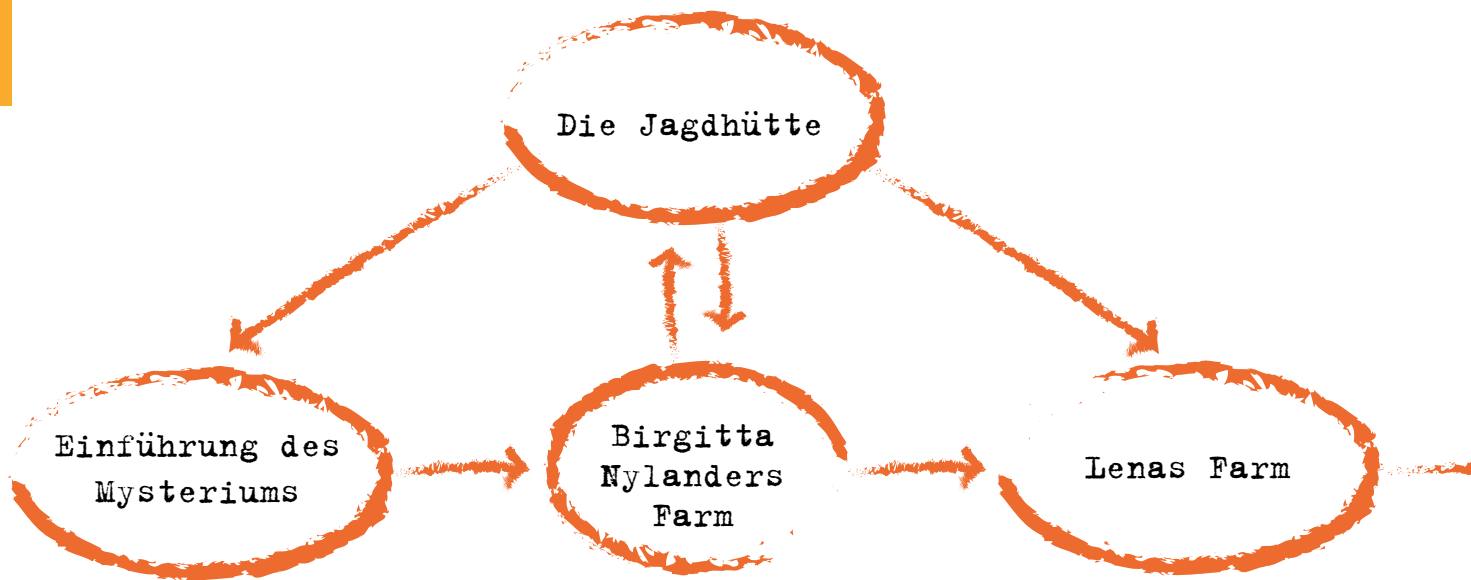 Die Jagdhütte
Einführung des
Mysteriums
Birgitta
Nylanders
Farm
Lenas Farm